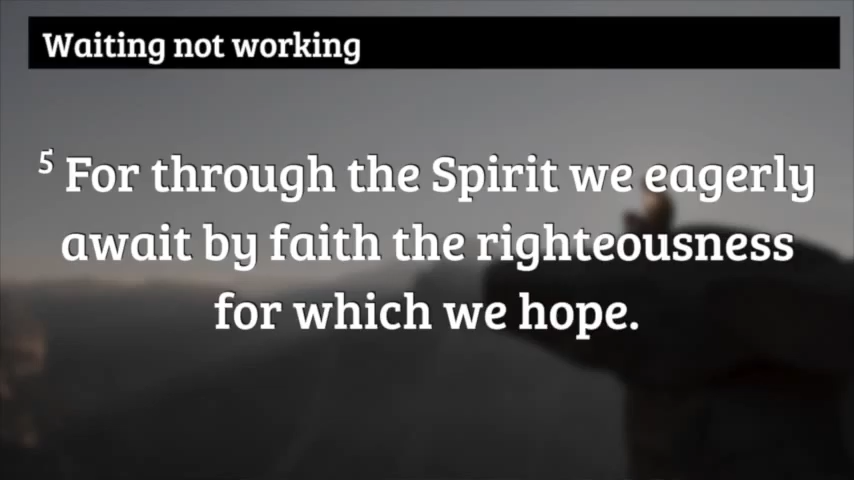 Waiting not working
5 For through the Spirit we eagerly
await by faith the righteousness
for which we hope.